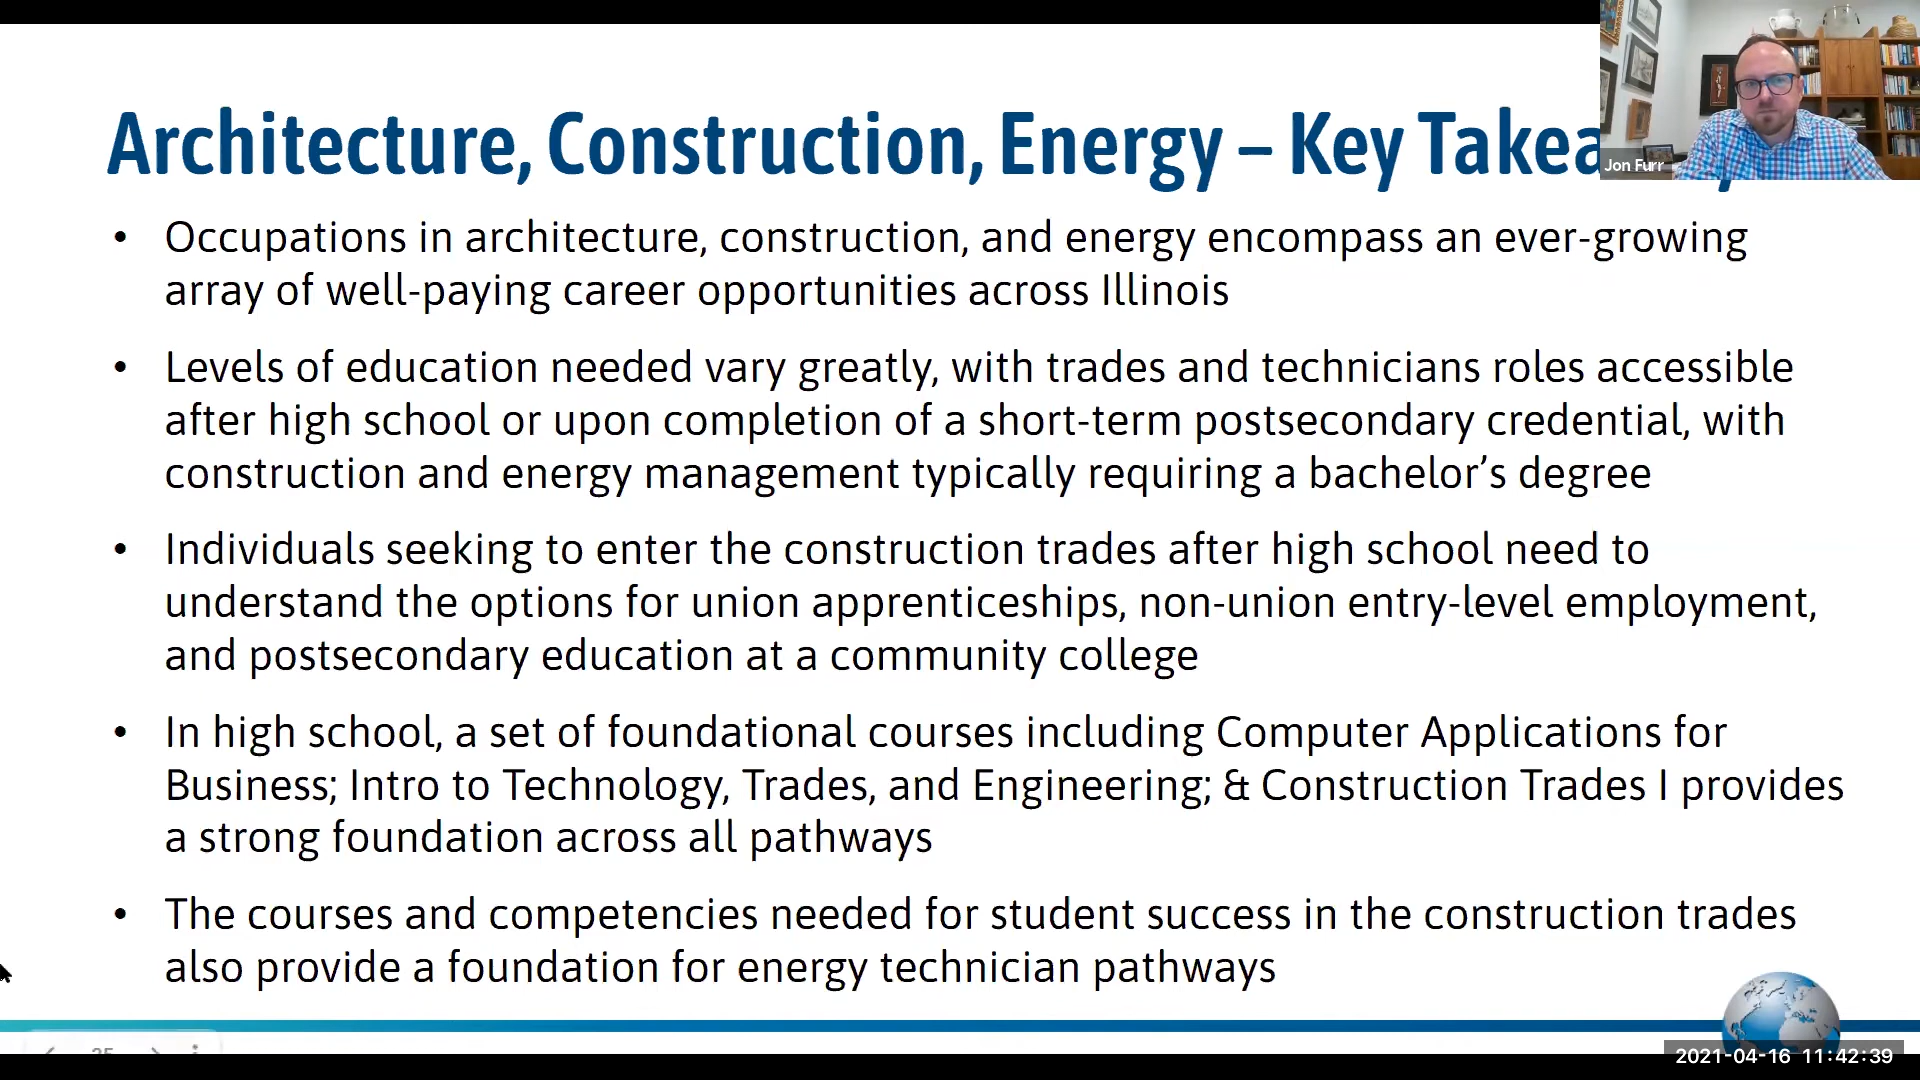 Architecture, Construction, Energy – Key Takea
Jon Furr
• Occupations in architecture, construction, and energy encompass an ever-growing
array of well-paying career opportunities across Illinois
• Levels of education needed vary greatly, with trades and technicians roles accessible
after high school or upon completion of a short-term postsecondary credential, with
construction and energy management typically requiring a bachelor’s degree
• Individuals seeking to enter the construction trades after high school need to
understand the options for union apprenticeships, non-union entry-level employment,
and postsecondary education at a community college
• In high school, a set of foundational courses including Computer Applications for
Business; Intro to Technology, Trades, and Engineering; & Construction Trades I provides
a strong foundation across all pathways
• The courses and competencies needed for student success in the construction trades
also provide a foundation for energy technician pathways
2021-04-16 11:42:39